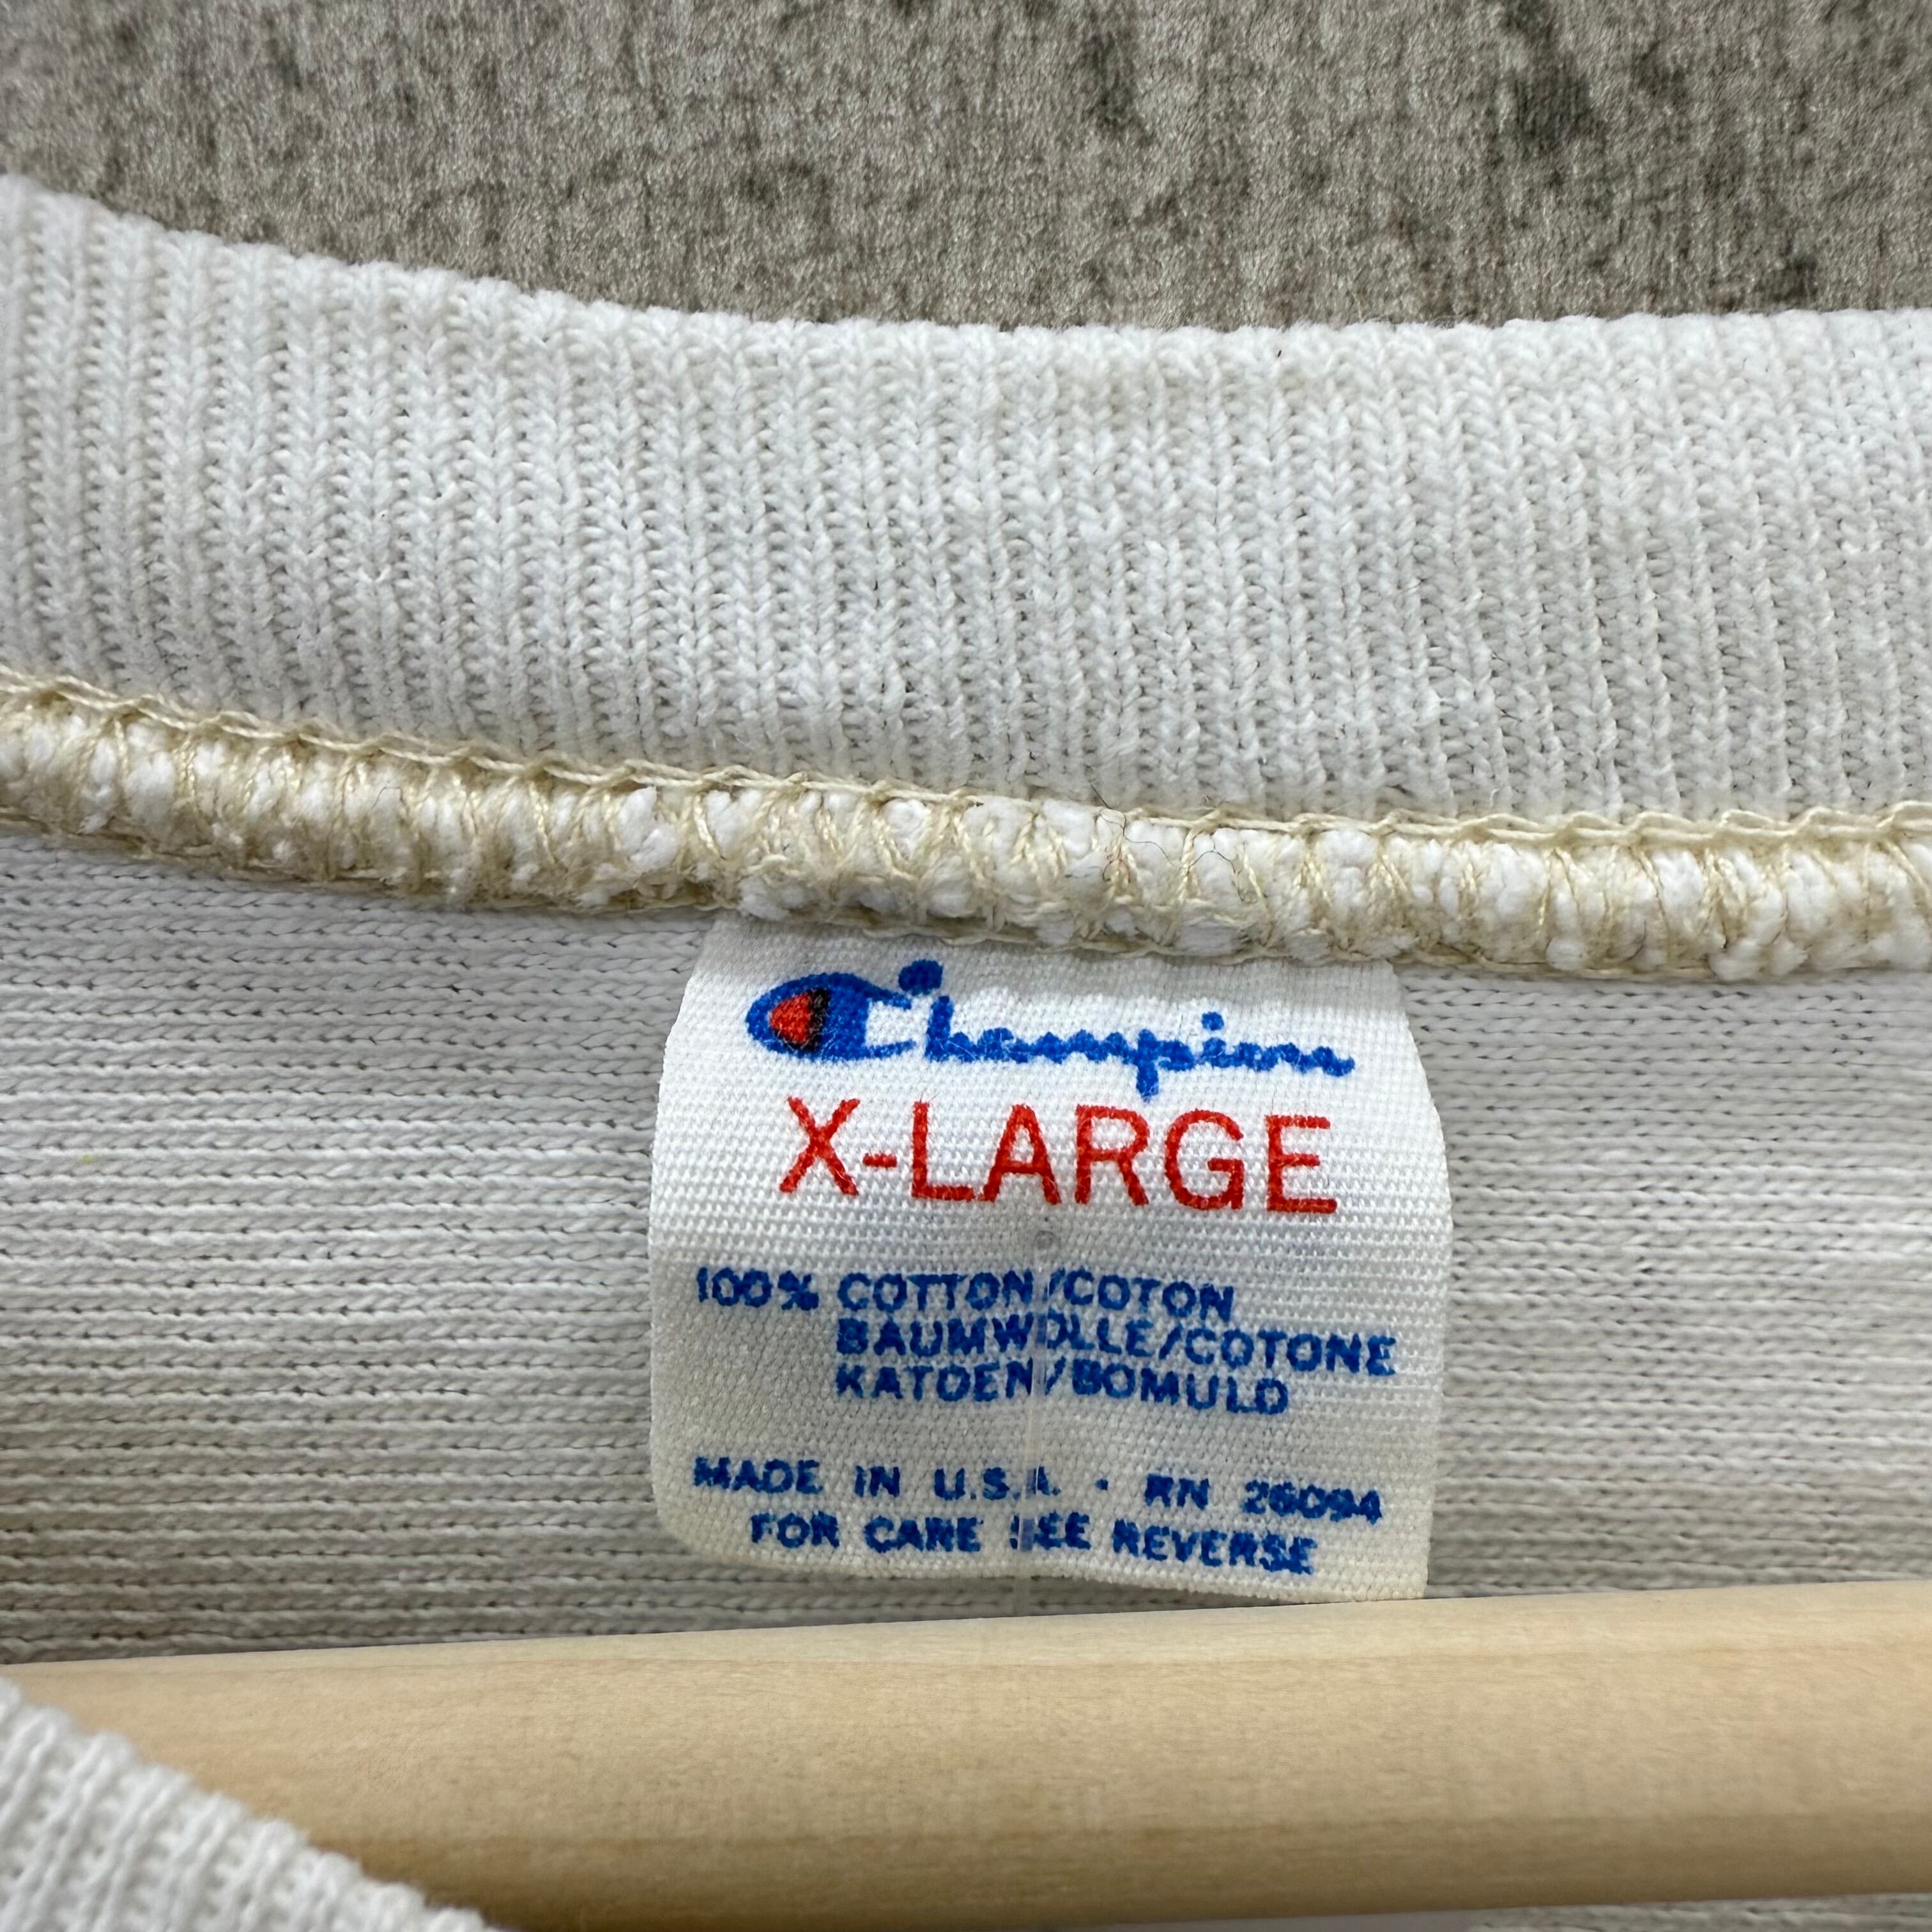 Champion
X-LARGE
100% COTTON/COTON
BAUMWOLLE/COTONE
KATOEN/BOMULD
MADE IN U.S.A. · RN 26094
FOR CARE SEE REVERSE